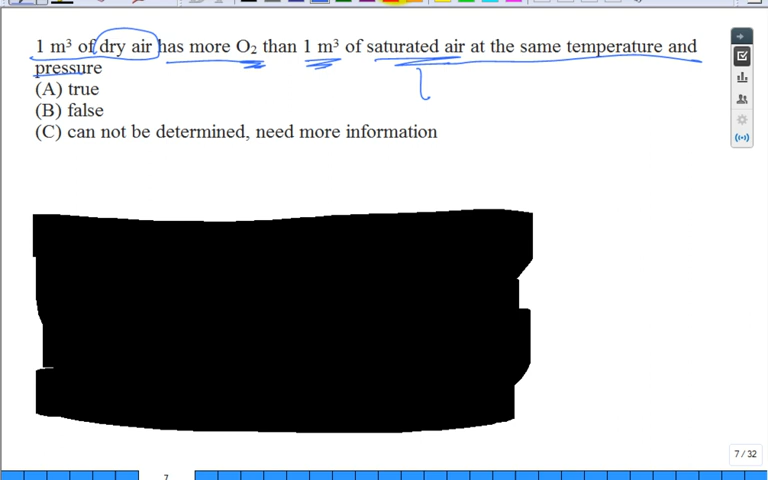 1 m³ of dry air has more O₂ than 1 m³ of saturated air at the same temperature and
pressure
(A) true
(B) false
(C) can not be determined, need more information
7 / 32
7